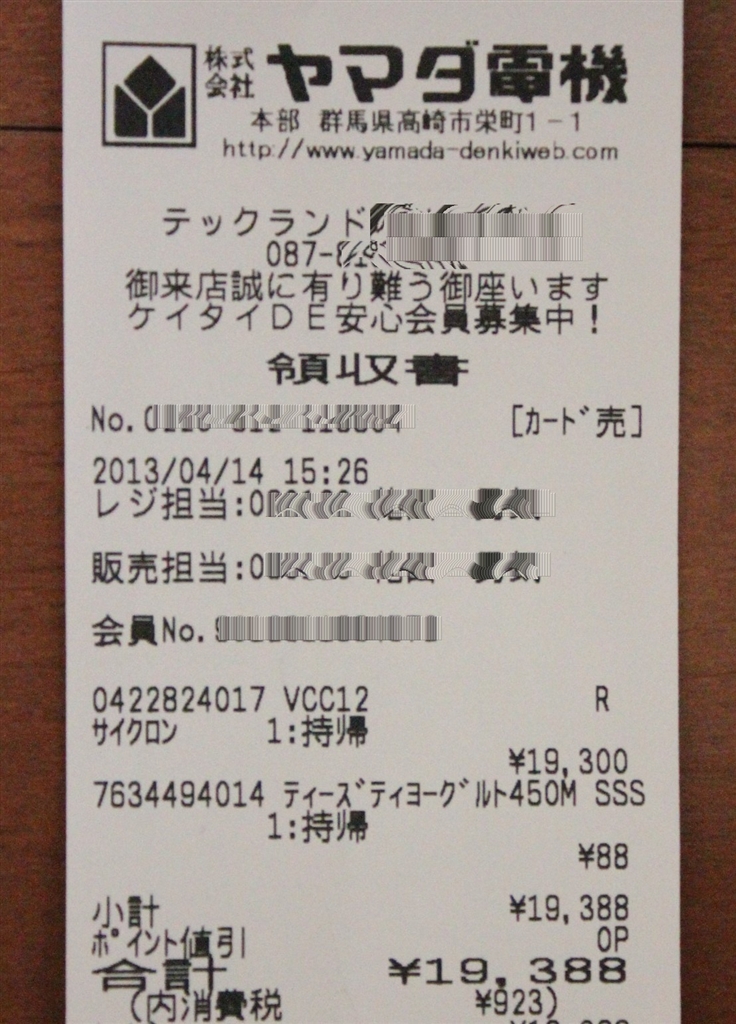 株式会社 ヤマダ電機
本部 群馬県高崎市栄町1-1
http://www.yamada-denkiweb.com
テックランド
087-
御来店誠に有り難う御座います
ケイタイDE安心会員募集中!
領収書
No.0 [カード売]
2013/04/14 15:26
レジ担当:0
販売担当:0
会員No.
0422824017 VCC12 R
サイクロン 1:持帰
¥19,300
7634494014 ティーズティヨーグルト450M SSS
1:持帰
¥88
小計 ¥19,388
ポイント値引 0P
合計 ¥19,388
(内消費税 ¥923)